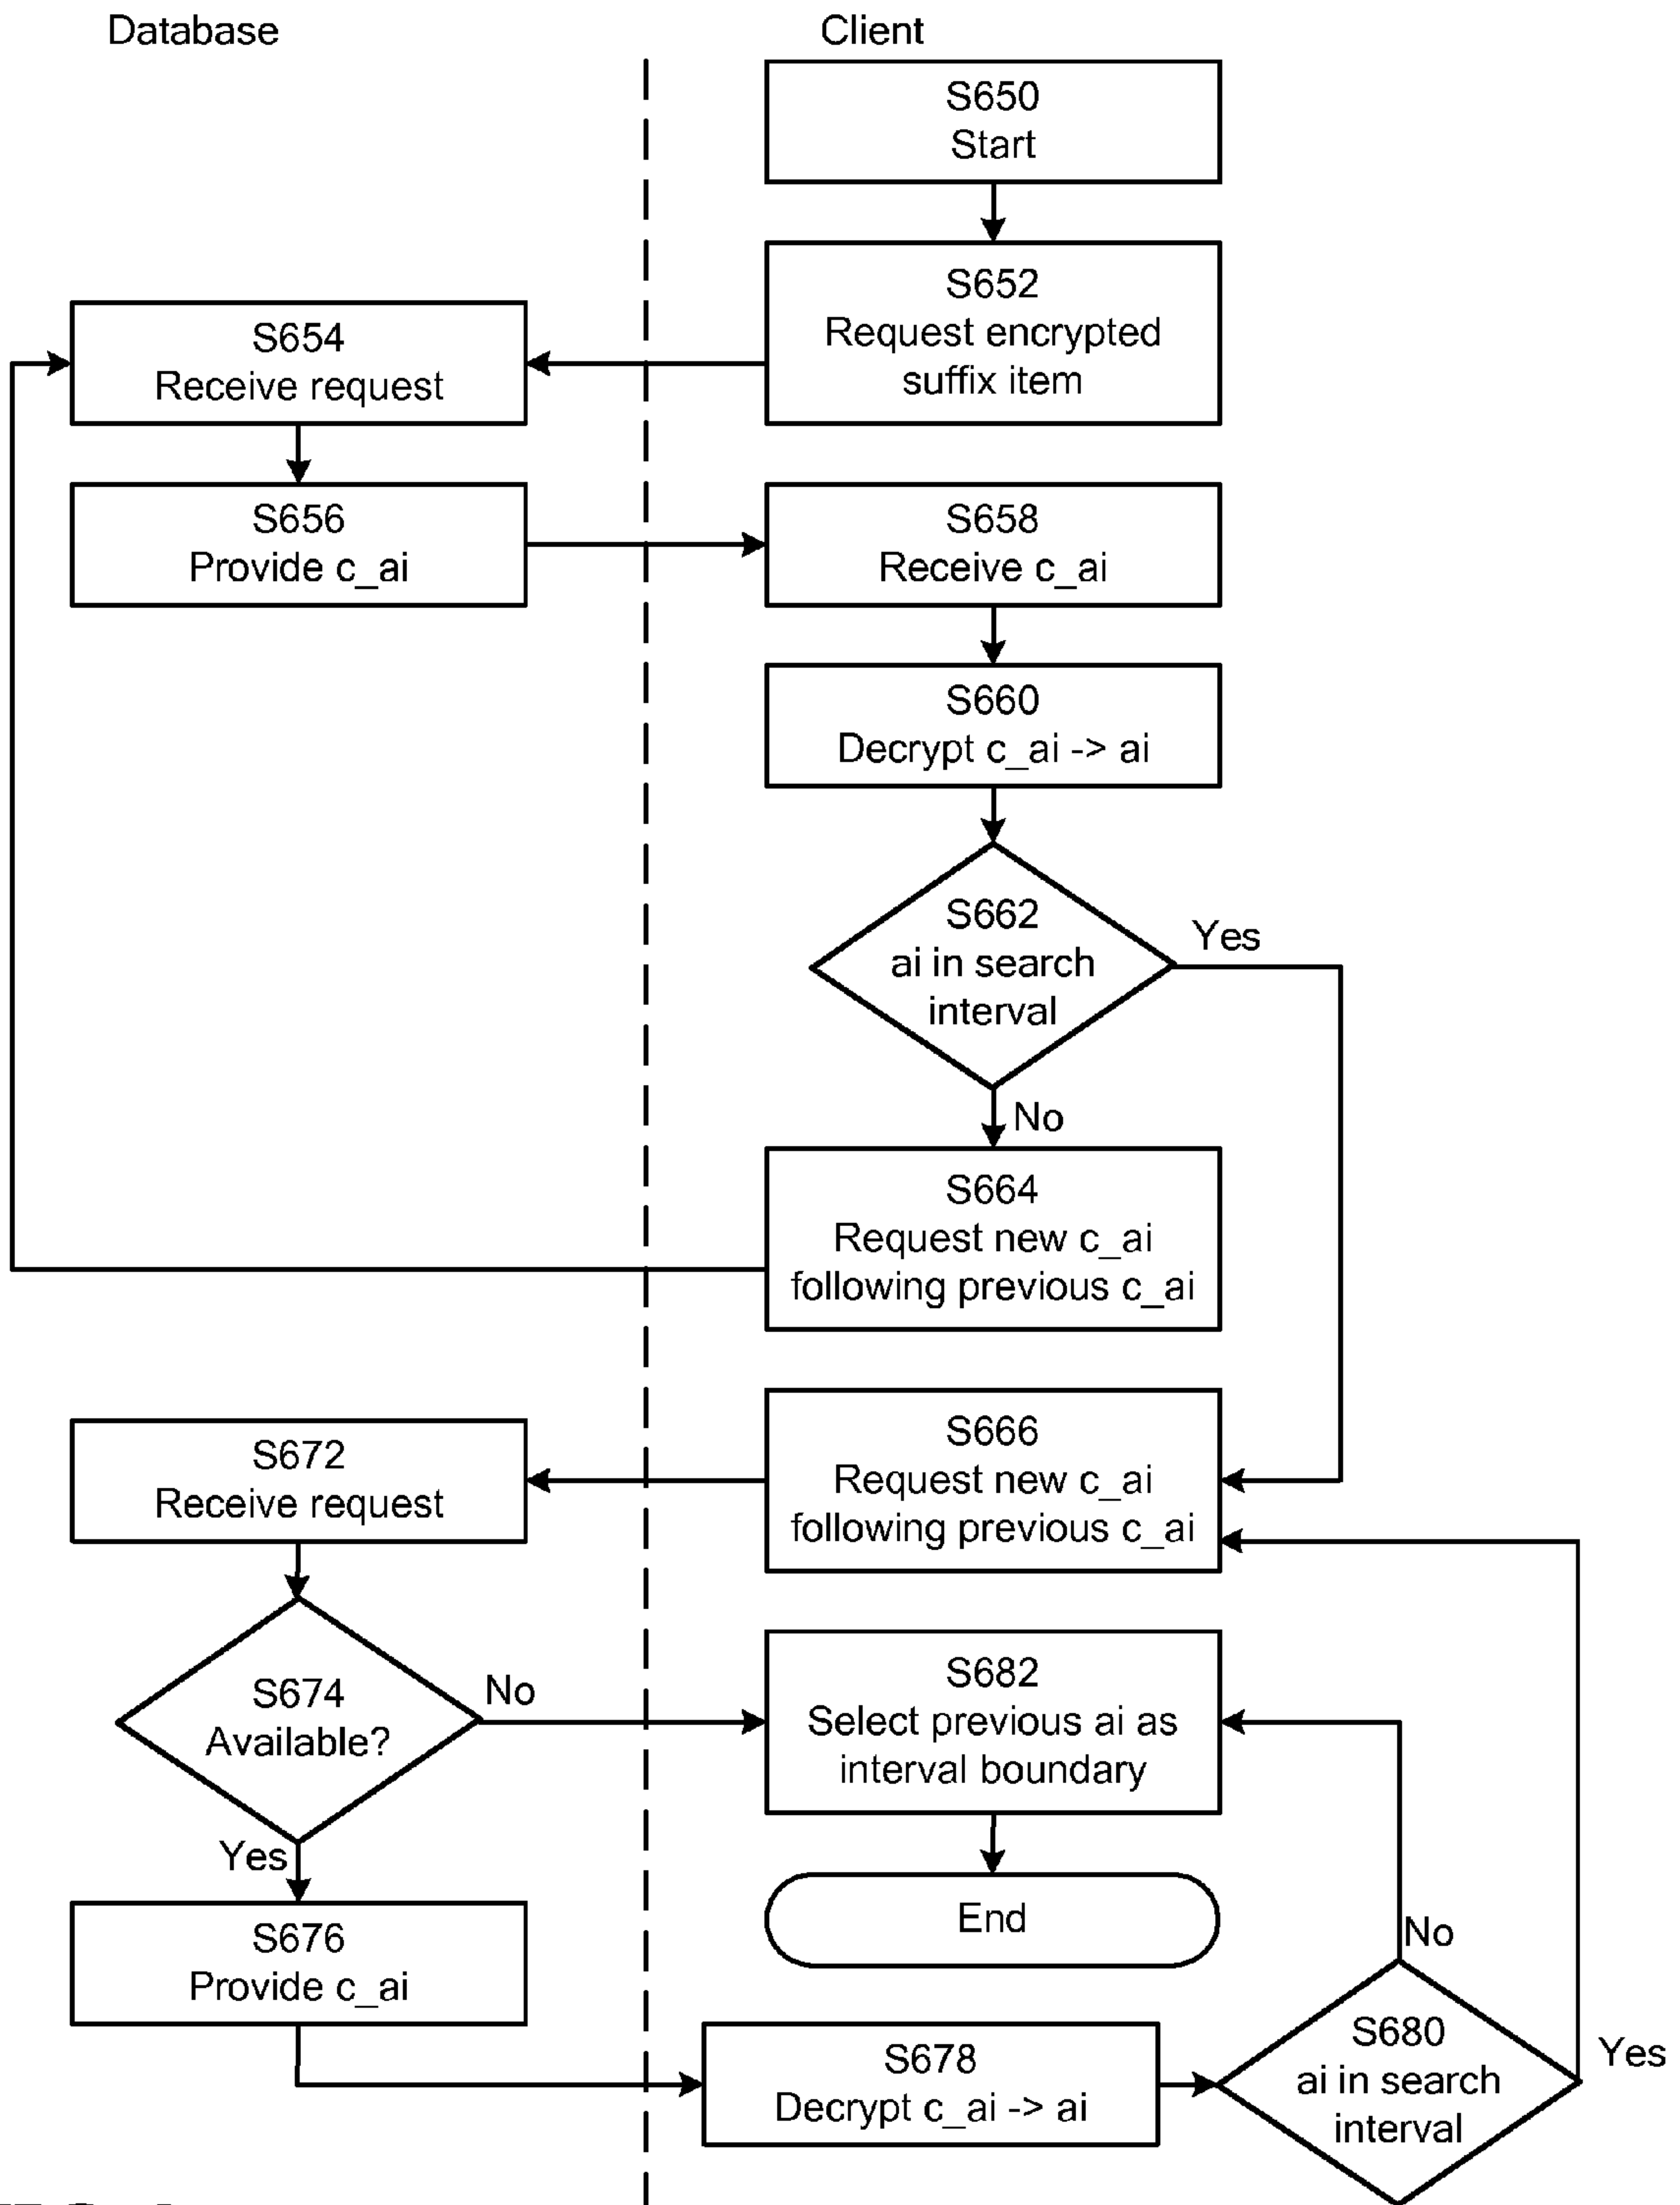 Database
Client
S650
Start
S652
Request encrypted
suffix item
S654
Receive request
S656
Provide c_ai
S658
Receive c_ai
S660
Decrypt c_ai -> ai
S662
ai in search
interval
Yes
No
S664
Request new c_ai
following previous c_ai
S666
Request new c_ai
following previous c_ai
S672
Receive request
S674
Available?
No
Yes
S682
Select previous ai as
interval boundary
End
S676
Provide c_ai
S678
Decrypt c_ai -> ai
No
S680
ai in search
interval
Yes